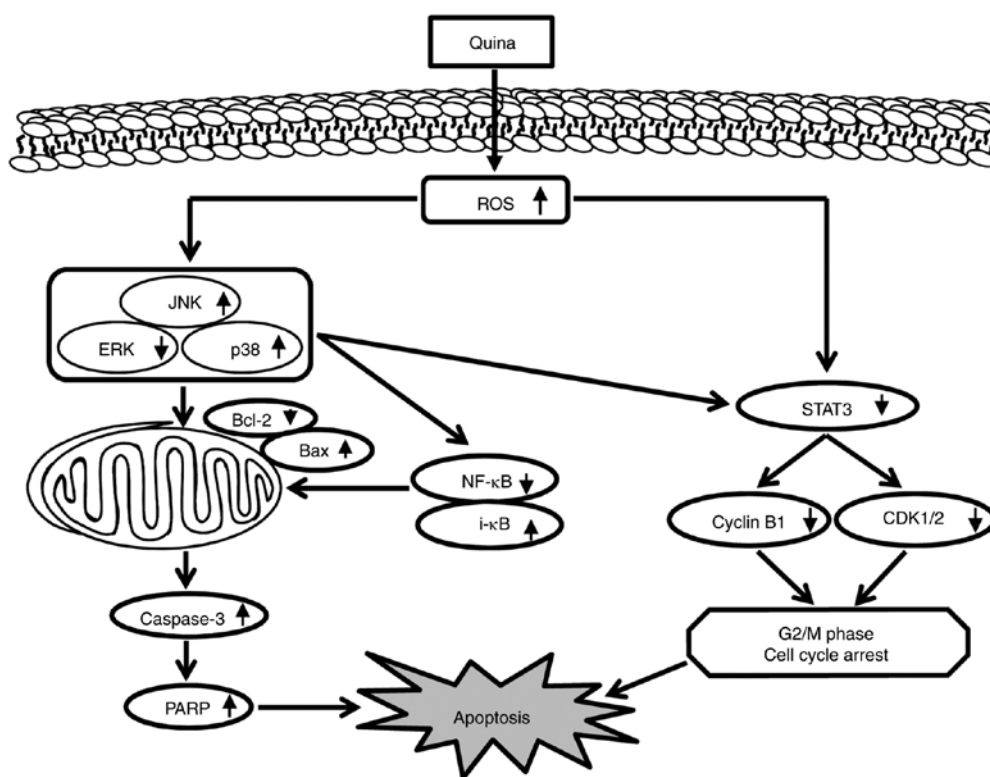 Quina
ROS
JNK
ERK
p38
Bcl-2
Bax
STAT3
NF-κB
i-κB
Cyclin B1
CDK1/2
Caspase-3
G2/M phase
Cell cycle arrest
PARP
Apoptosis